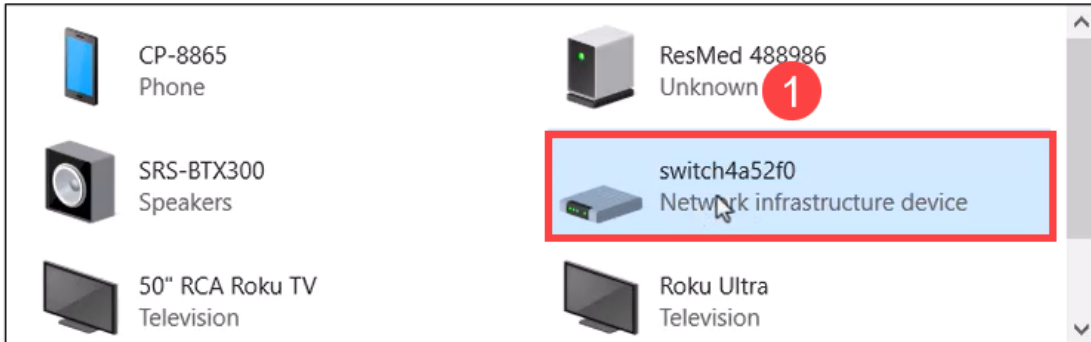 CP-8865
Phone
ResMed 488986
Unknown
1
SRS-BTX300
Speakers
switch4a52f0
Network infrastructure device
50" RCA Roku TV
Television
Roku Ultra
Television